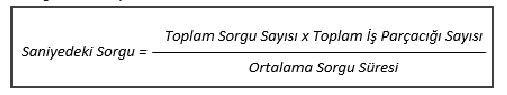 Toplam Sorgu Sayısı x Toplam İş Parçacığı Sayısı
Saniyedeki Sorgu =
Ortalama Sorgu Süresi